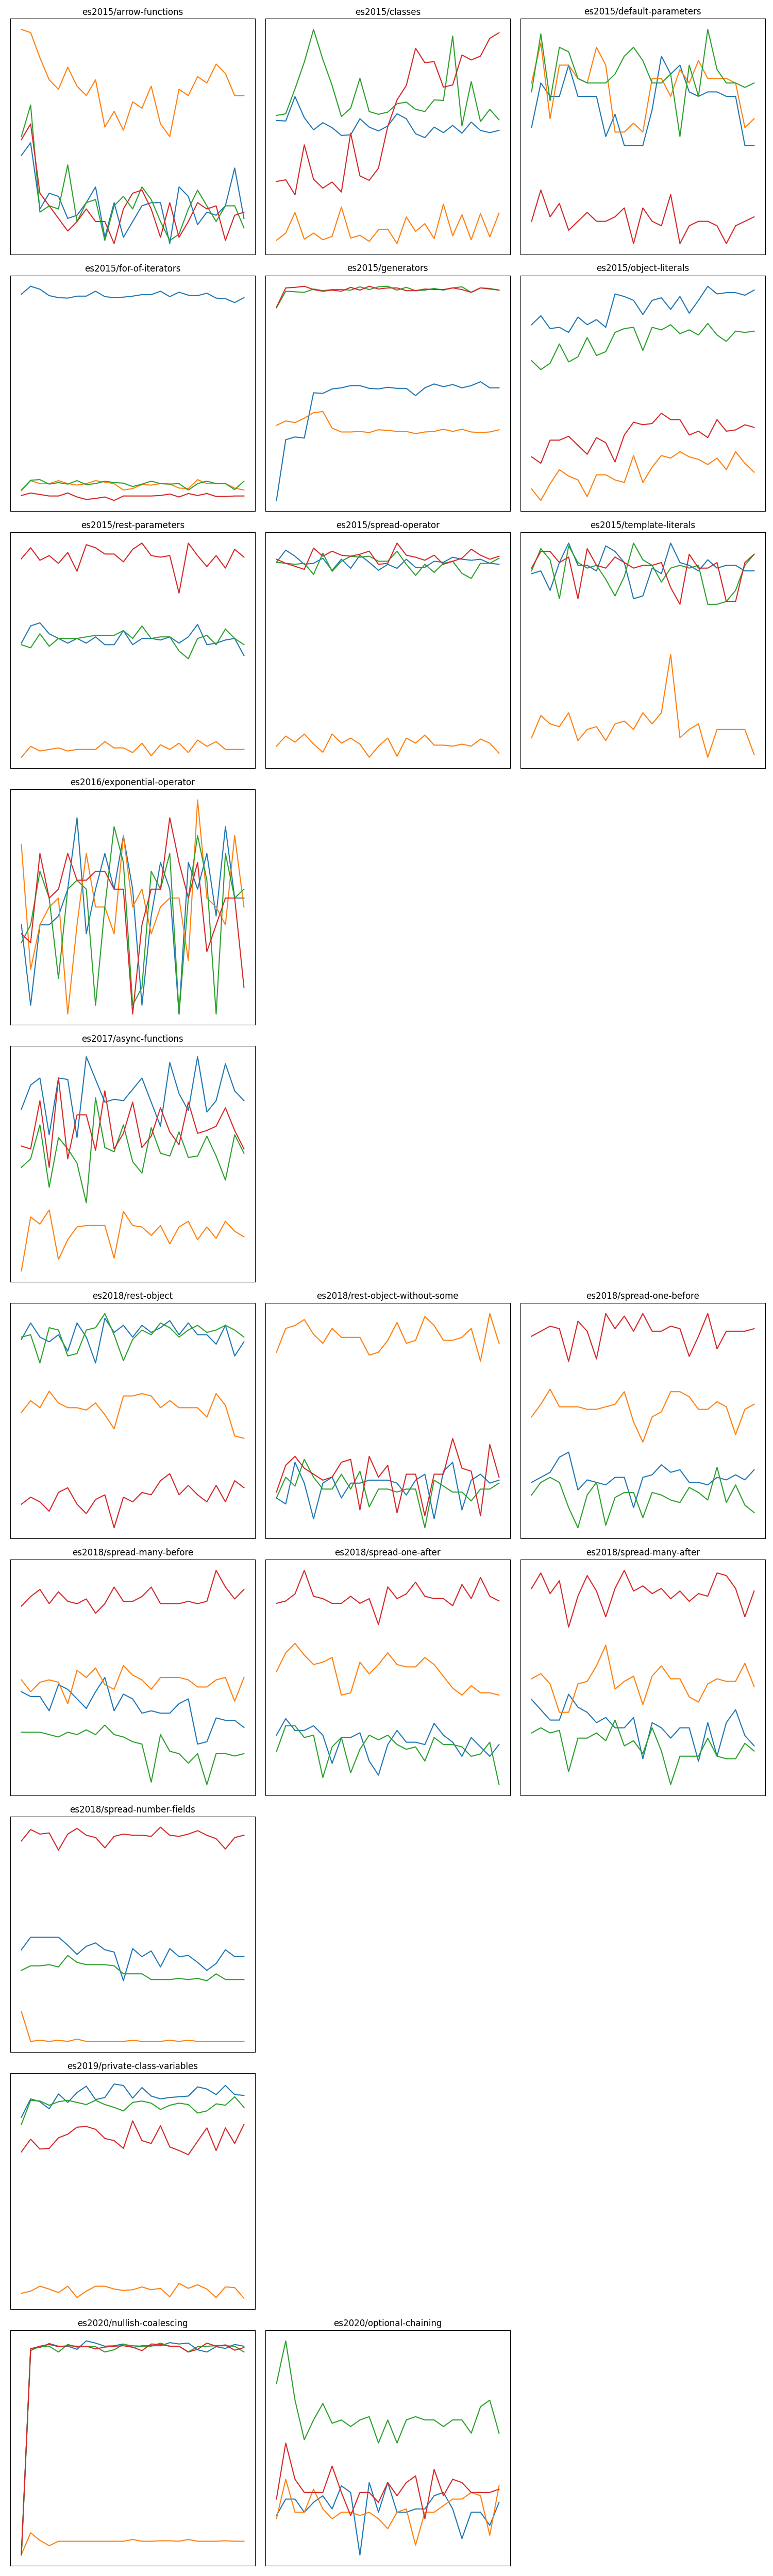 es2015/arrow-functions
es2015/classes
es2015/default-parameters
es2015/for-of-iterators
es2015/generators
es2015/object-literals
es2015/rest-parameters
es2015/spread-operator
es2015/template-literals
es2016/exponential-operator
es2017/async-functions
es2018/rest-object
es2018/rest-object-without-some
es2018/spread-one-before
es2018/spread-many-before
es2018/spread-one-after
es2018/spread-many-after
es2018/spread-number-fields
es2019/private-class-variables
es2020/nullish-coalescing
es2020/optional-chaining